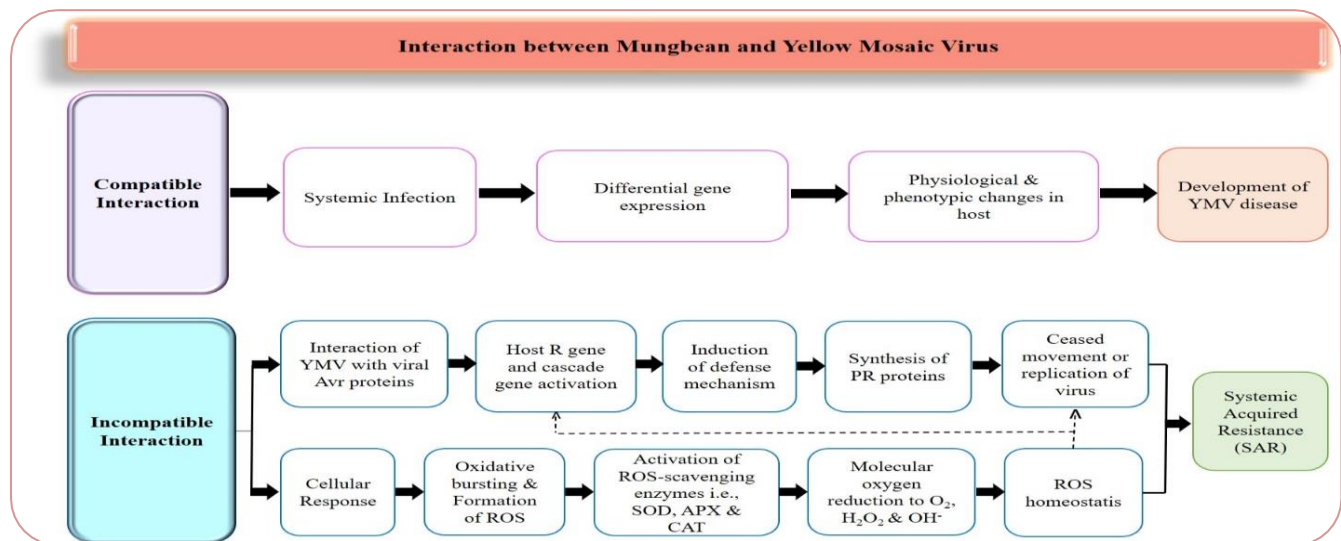 Interaction between Mungbean and Yellow Mosaic Virus
Compatible
Interaction
Systemic Infection
Differential gene
expression
Physiological &
phenotypic changes in
host
Development of
YMV disease
Incompatible
Interaction
Interaction of
YMV with viral
Avr proteins
Host R gene
and cascade
gene activation
Induction
of defense
mechanism
Synthesis of
PR proteins
Ceased
movement or
replication of
virus
Cellular
Response
Oxidative
bursting &
Formation
of ROS
Activation of
ROS-scavenging
enzymes i.e.,
SOD, APX &
CAT
Molecular
oxygen
reduction to O₂,
H₂O₂ & OH⁻
ROS
homeostatis
Systemic
Acquired
Resistance
(SAR)